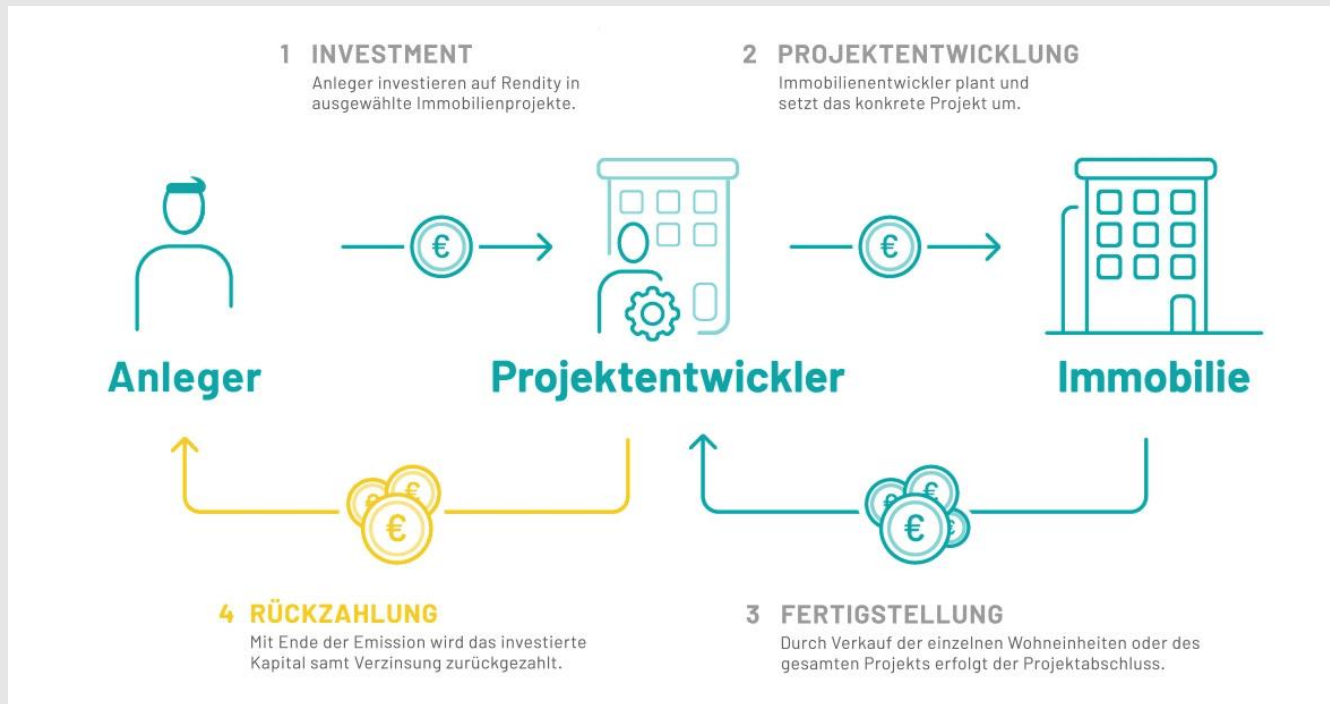 1 INVESTMENT
Anleger investieren auf Rendity in
ausgewählte Immobilienprojekte.
2 PROJEKTENTWICKLUNG
Immobilienentwickler plant und
setzt das konkrete Projekt um.
€
€
Anleger
Projektentwickler
Immobilie
€
€
€
€
€
€
€
4 RÜCKZAHLUNG
Mit Ende der Emission wird das investierte
Kapital samt Verzinsung zurückgezahlt.
3 FERTIGSTELLUNG
Durch Verkauf der einzelnen Wohneinheiten oder des
gesamten Projekts erfolgt der Projektabschluss.